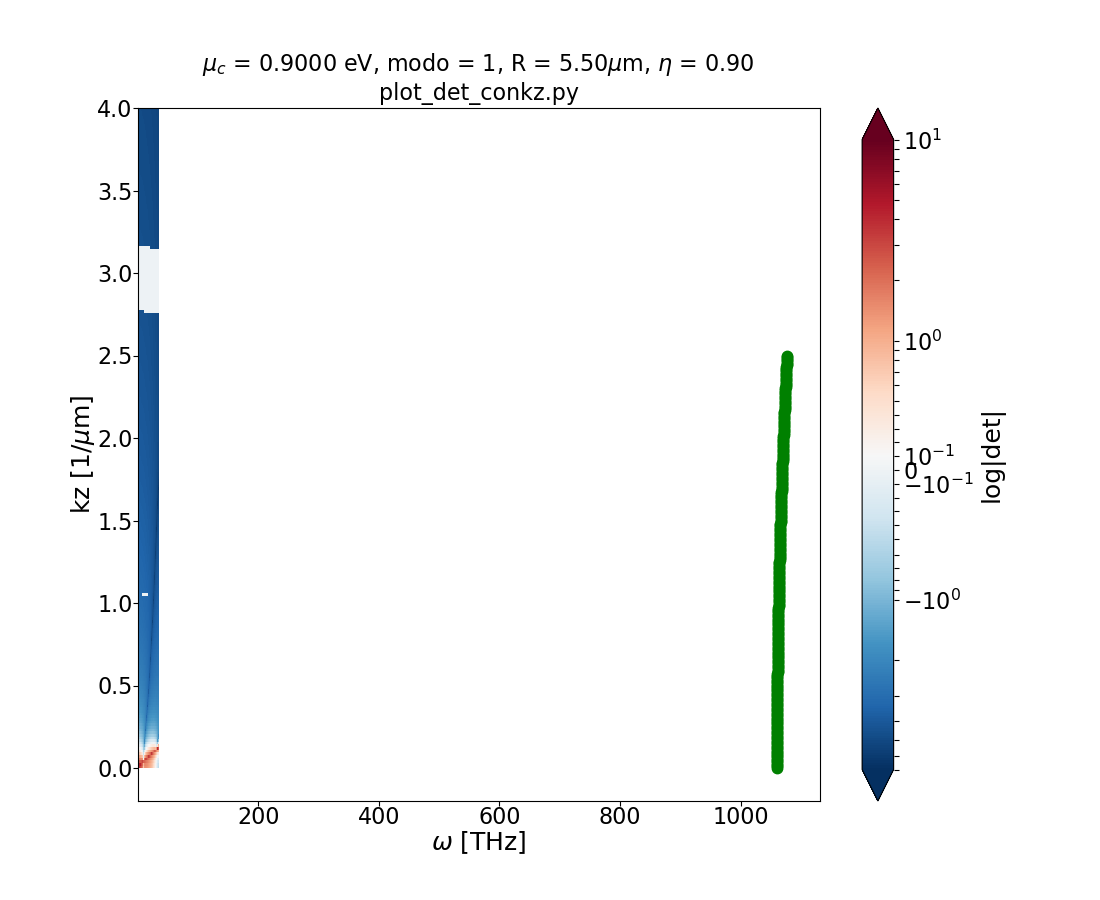 μc = 0.9000 eV, modo = 1, R = 5.50μm, η = 0.90
plot_det_conkz.py
4.0
3.5
3.0
2.5
2.0
1.5
1.0
0.5
0.0
kz [1/μm]
200 400 600 800 1000
ω [THz]
10¹
10⁰
10⁻¹
0
−10⁻¹
−10⁰
log|det|